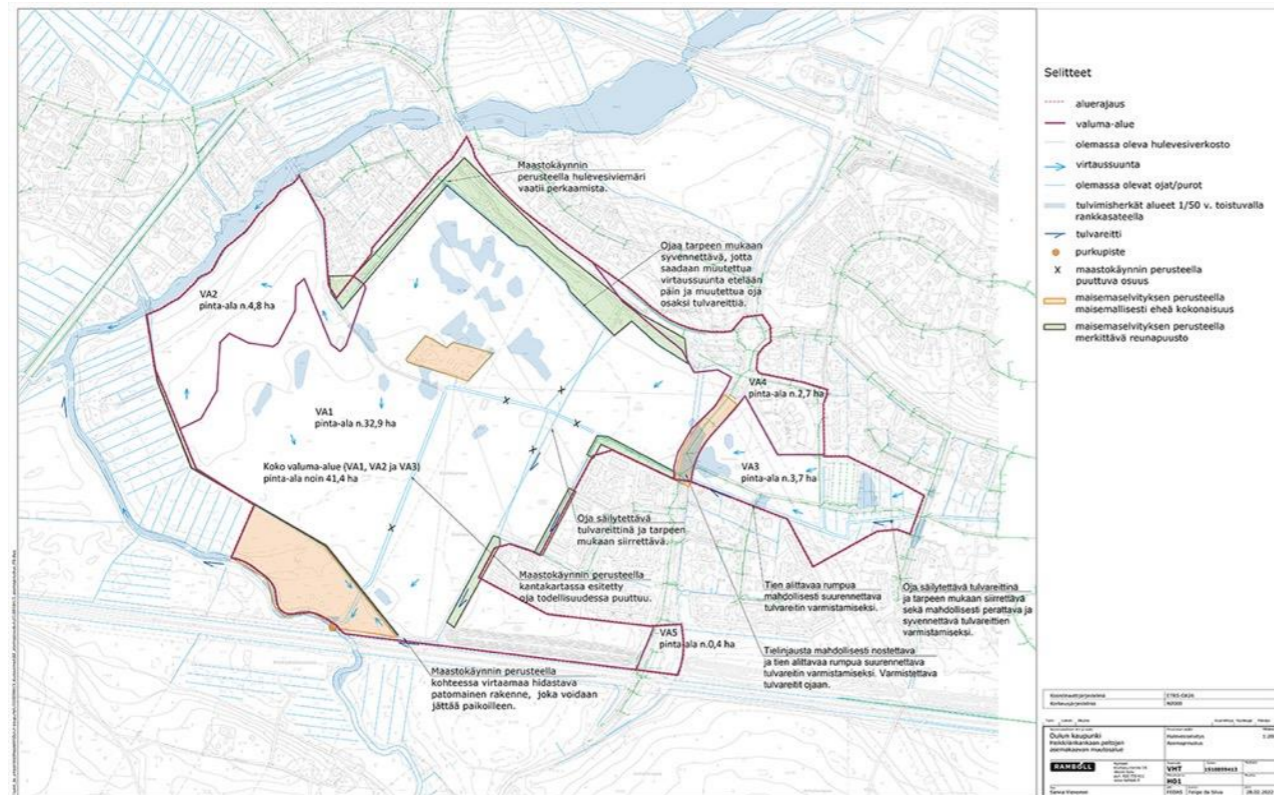 Maastokäynnin
perusteella hulevesiviemäri
vaatii perkaamista.
Ojaa tarpeen mukaan
syvennettävä, jotta
saadaan muutettua
virtaussuunta etelään
päin ja muutettua oja
osaksi tulvareittiä.
VA2
pinta-ala n.4,8 ha
VA1
pinta-ala n.32,9 ha
VA4
pinta-ala n.2,7 ha
VA3
pinta-ala n.3,7 ha
Koko valuma-alue (VA1, VA2 ja VA3)
pinta-ala noin 41,4 ha
Oja säilytettävä
tulvareittinä ja tarpeen
mukaan siirrettävä.
Maastokäynnin perusteella
kantakartassa esitetty
oja todellisuudessa puuttuu.
Tien alittavaa rumpua
mahdollisesti suurennettava
tulvareitin varmistamiseksi.
Oja säilytettävä tulvareittinä
ja tarpeen mukaan siirrettävä
sekä mahdollisesti perattava ja
syvennettävä tulvareittien
varmistamiseksi.
VA5
pinta-ala n.0,4 ha
Tielinjausta mahdollisesti nostettava
ja tien alittavaa rumpua suurennettava
tulvareitin varmistamiseksi. Varmistettava
tulvareitit ojaan.
Maastokäynnin perusteella
kohteessa virtaamaa hidastava
patomainen rakenne, joka voidaan
jättää paikoilleen.
Selitteet
aluerajaus
valuma-alue
olemassa oleva hulevesiverkosto
virtaussuunta
olemassa olevat ojat/purot
tulvimisherkät alueet 1/50 v. toistuvalla
rankkasateella
tulvareitti
purkupiste
x maastokäynnin perusteella
puuttuva osuus
maisemaselvityksen perusteella
maisemallisesti eheä kokonaisuus
maisemaselvityksen perusteella
merkittävä reunapuusto
Koordinaattijärjestelmä
Korkeusjärjestelmä N2000
Oulun kaupunki
asemakaavan muutosalue
RAMBOLL
VHT
H01